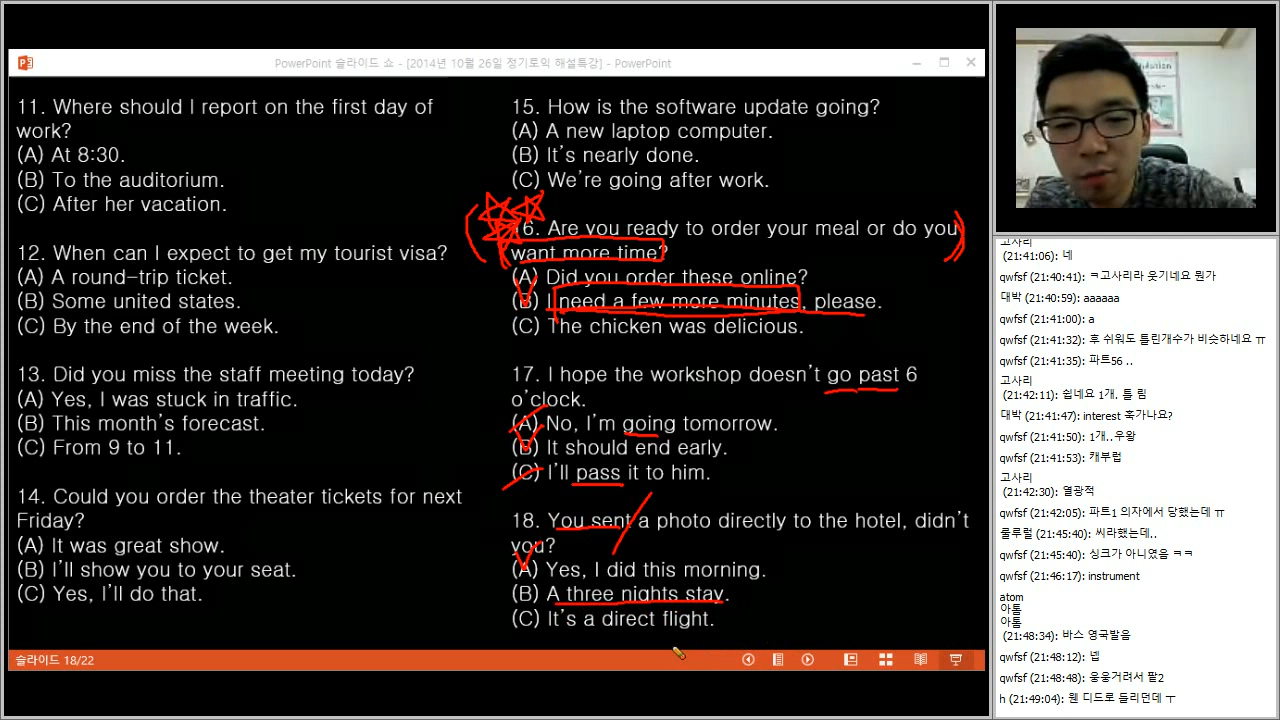 PowerPoint 슬라이드 쇼 - [2014년 10월 26일 정기토익 해설특강] - PowerPoint
11. Where should I report on the first day of
work?
(A) At 8:30.
(B) To the auditorium.
(C) After her vacation.
12. When can I expect to get my tourist visa?
(A) A round-trip ticket.
(B) Some united states.
(C) By the end of the week.
13. Did you miss the staff meeting today?
(A) Yes, I was stuck in traffic.
(B) This month's forecast.
(C) From 9 to 11.
14. Could you order the theater tickets for next
Friday?
(A) It was great show.
(B) I'll show you to your seat.
(C) Yes, I'll do that.
15. How is the software update going?
(A) A new laptop computer.
(B) It's nearly done.
(C) We're going after work.
16. Are you ready to order your meal or do you
want more time?
(A) Did you order these online?
(B) I need a few more minutes, please.
(C) The chicken was delicious.
17. I hope the workshop doesn't go past 6
o'clock.
(A) No, I'm going tomorrow.
(B) It should end early.
(C) I'll pass it to him.
18. You sent a photo directly to the hotel, didn't
you?
(A) Yes, I did this morning.
(B) A three nights stay.
(C) It's a direct flight.
슬라이드 18/22
고사리
(21:41:06): 네
qwfsf (21:40:41): ㅋ고사리라 웃기네요 뭔가
대박 (21:40:59): aaaaaa
qwfsf (21:41:00): a
qwfsf (21:41:32): 후 쉬워도 틀린개수가 비슷하네요 ㅠ
qwfsf (21:41:35): 파트56 ..
고사리
(21:42:11): 쉽네요 1개. 틀 림
대박 (21:41:47): interest 혹가나요?
qwfsf (21:41:50): 1개..우왕
qwfsf (21:41:53): 캐부럽
고사리
(21:42:30): 열광적
qwfsf (21:42:05): 파트1 의자에서 당했는데 ㅠ
룰루럴 (21:45:40): 씨라했는데..
qwfsf (21:45:40): 싱크가 아니였음 ㅋㅋ
qwfsf (21:46:17): instrument
atom
아톰
아톰
(21:48:34): 바스 영국발음
qwfsf (21:48:12): 넵
qwfsf (21:48:48): 웅웅거려서 팥2
h (21:49:04): 웬 디드로 들리던데 ㅜ